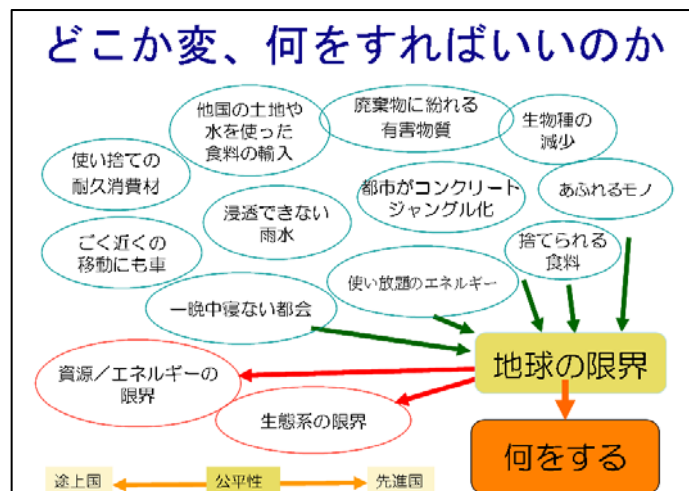 どこか変、何をすればいいのか
他国の土地や
水を使った
食料の輸入
廃棄物に紛れる
有害物質
生物種の
減少
使い捨ての
耐久消費材
浸透できない
雨水
都市がコンクリート
ジャングル化
あふれるモノ
ごく近くの
移動にも車
捨てられる
食料
使い放題のエネルギー
一晩中寝ない都会
地球の限界
資源／エネルギーの
限界
生態系の限界
何をする
途上国
公平性
先進国